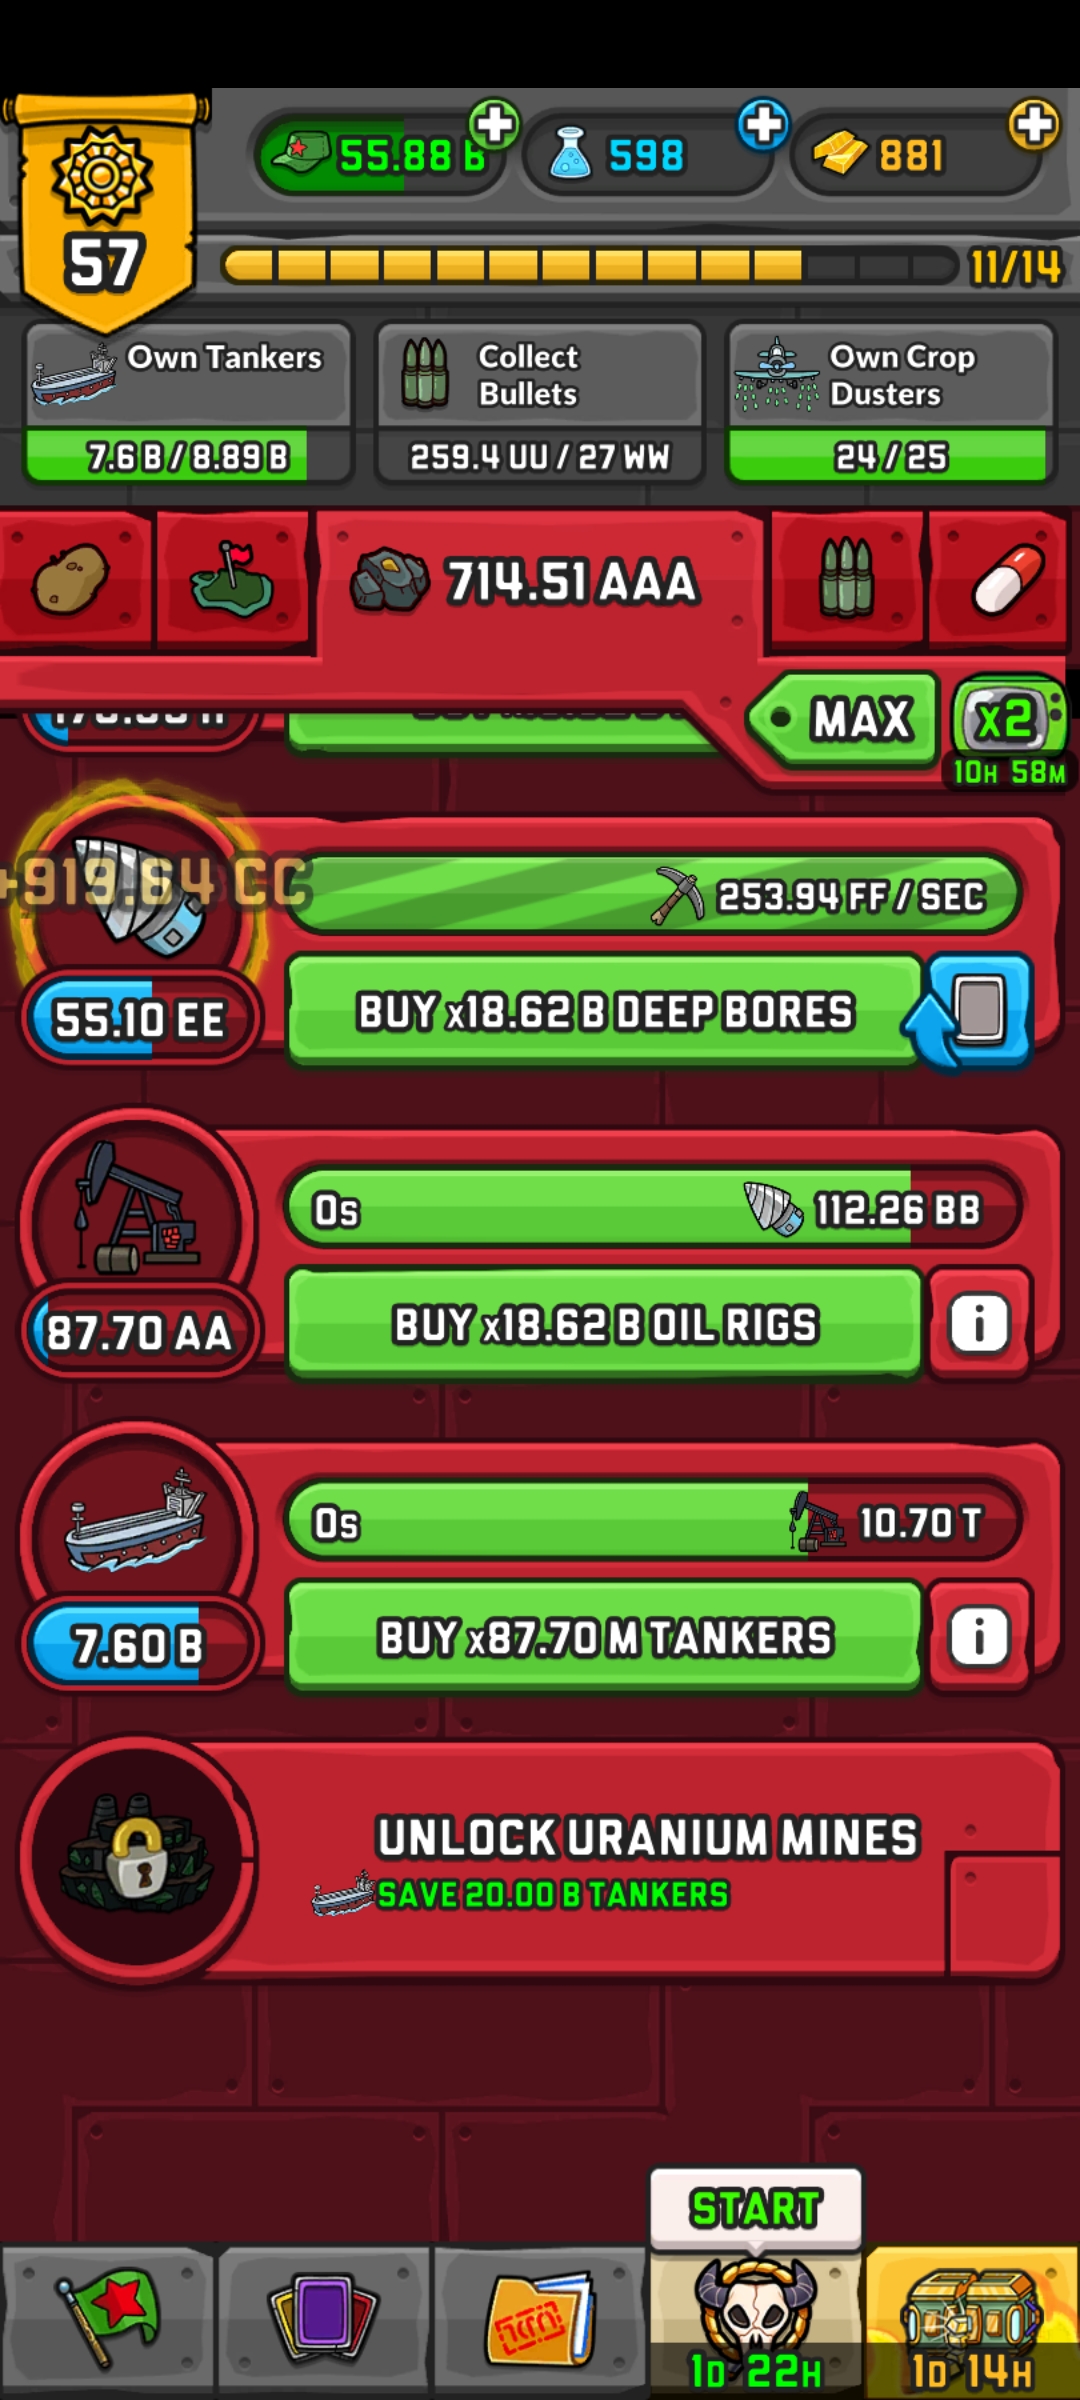 55.88 B
598
881
57
11/14
Own Tankers
Collect
Bullets
Own Crop
Dusters
7.6 B / 8.89 B
259.4 UU / 27 WW
24 / 25
714.51 AAA
MAX
x2
10H 58M
+919.64 CC
253.94 FF / SEC
55.10 EE
BUY x18.62 B DEEP BORES
0s
112.26 BB
87.70 AA
BUY x18.62 B OIL RIGS
0s
10.70 T
7.60 B
BUY x87.70 M TANKERS
UNLOCK URANIUM MINES
SAVE 20.00 B TANKERS
START
1D 22H
1D 14H